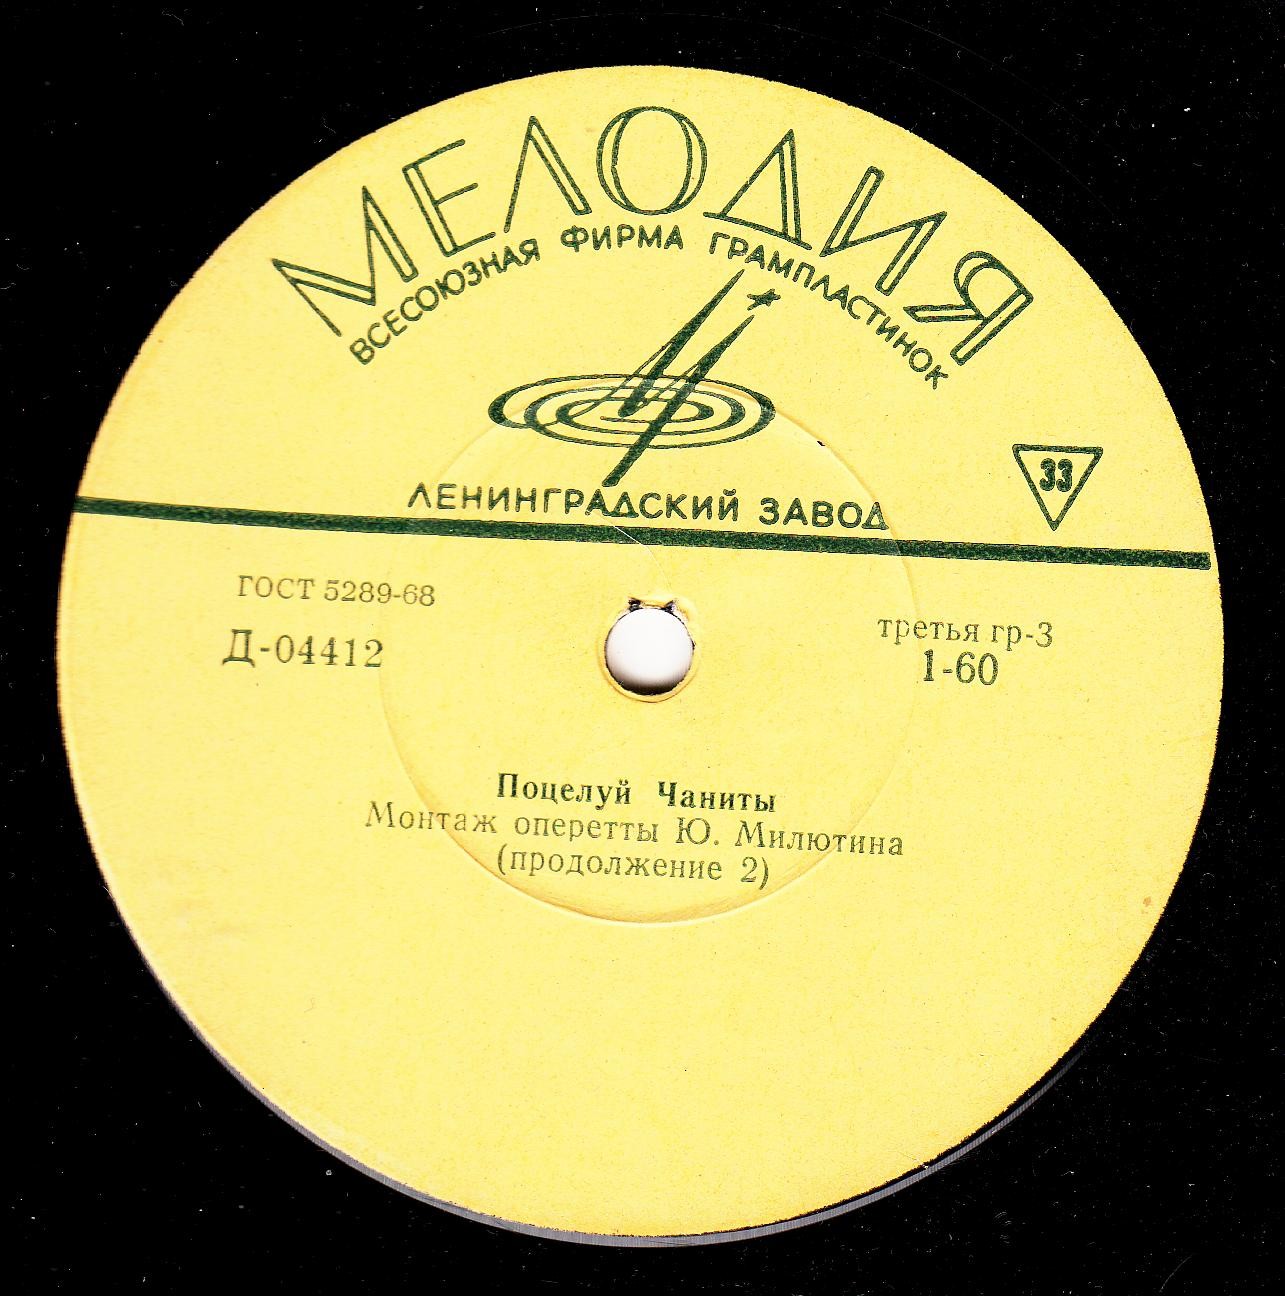 МЕЛОДИЯ
ВСЕСОЮЗНАЯ ФИРМА ГРАМПЛАСТИНОК
33
ЛЕНИНГРАДСКИЙ ЗАВОД
ГОСТ 5289-68
третья гр-3
Д-04412
1-60
Поцелуй Чаниты
Монтаж оперетты Ю. Милютина
(продолжение 2)